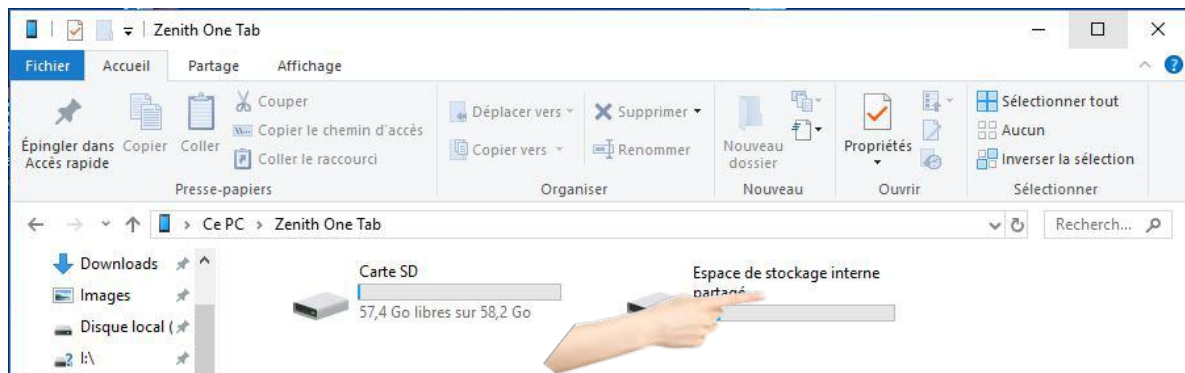 Zenith One Tab
Fichier Accueil Partage Affichage
Épingler dans Accès rapide
Copier
Coller
Couper
Copier le chemin d'accès
Coller le raccourci
Presse-papiers
Déplacer vers
Copier vers
Supprimer
Renommer
Organiser
Nouveau dossier
Nouveau
Propriétés
Ouvrir
Sélectionner tout
Aucun
Inverser la sélection
Sélectionner
Ce PC > Zenith One Tab
Recherch...
Downloads
Images
Disque local (
I:\
Carte SD
57,4 Go libres sur 58,2 Go
Espace de stockage interne
partagé